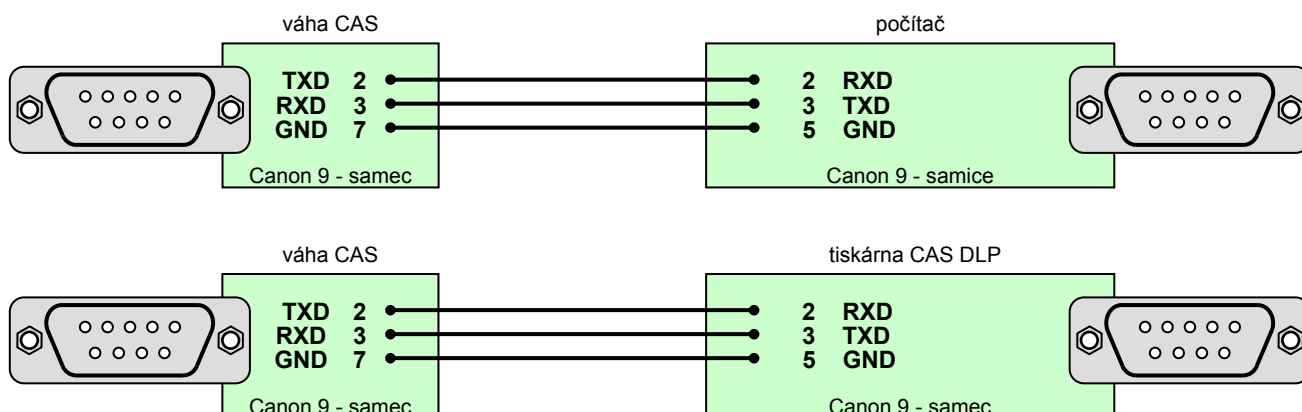 váha CAS počítač
TXD 2 2 RXD
RXD 3 3 TXD
GND 7 5 GND
Canon 9 - samec Canon 9 - samice
váha CAS tiskárna CAS DLP
TXD 2 2 RXD
RXD 3 3 TXD
GND 7 5 GND
Canon 9 - samec Canon 9 - samec